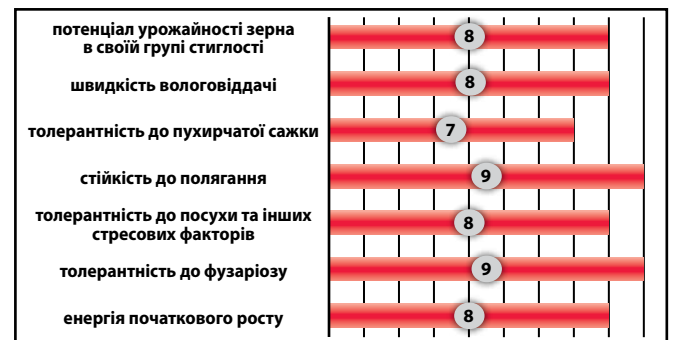 потенціал урожайності зерна
в своїй групі стиглості
8
швидкість вологовіддачі
8
толерантність до пухирчатої сажки
7
стійкість до полягання
9
толерантність до посухи та інших
стресових факторів
8
толерантність до фузаріозу
9
енергія початкового росту
8